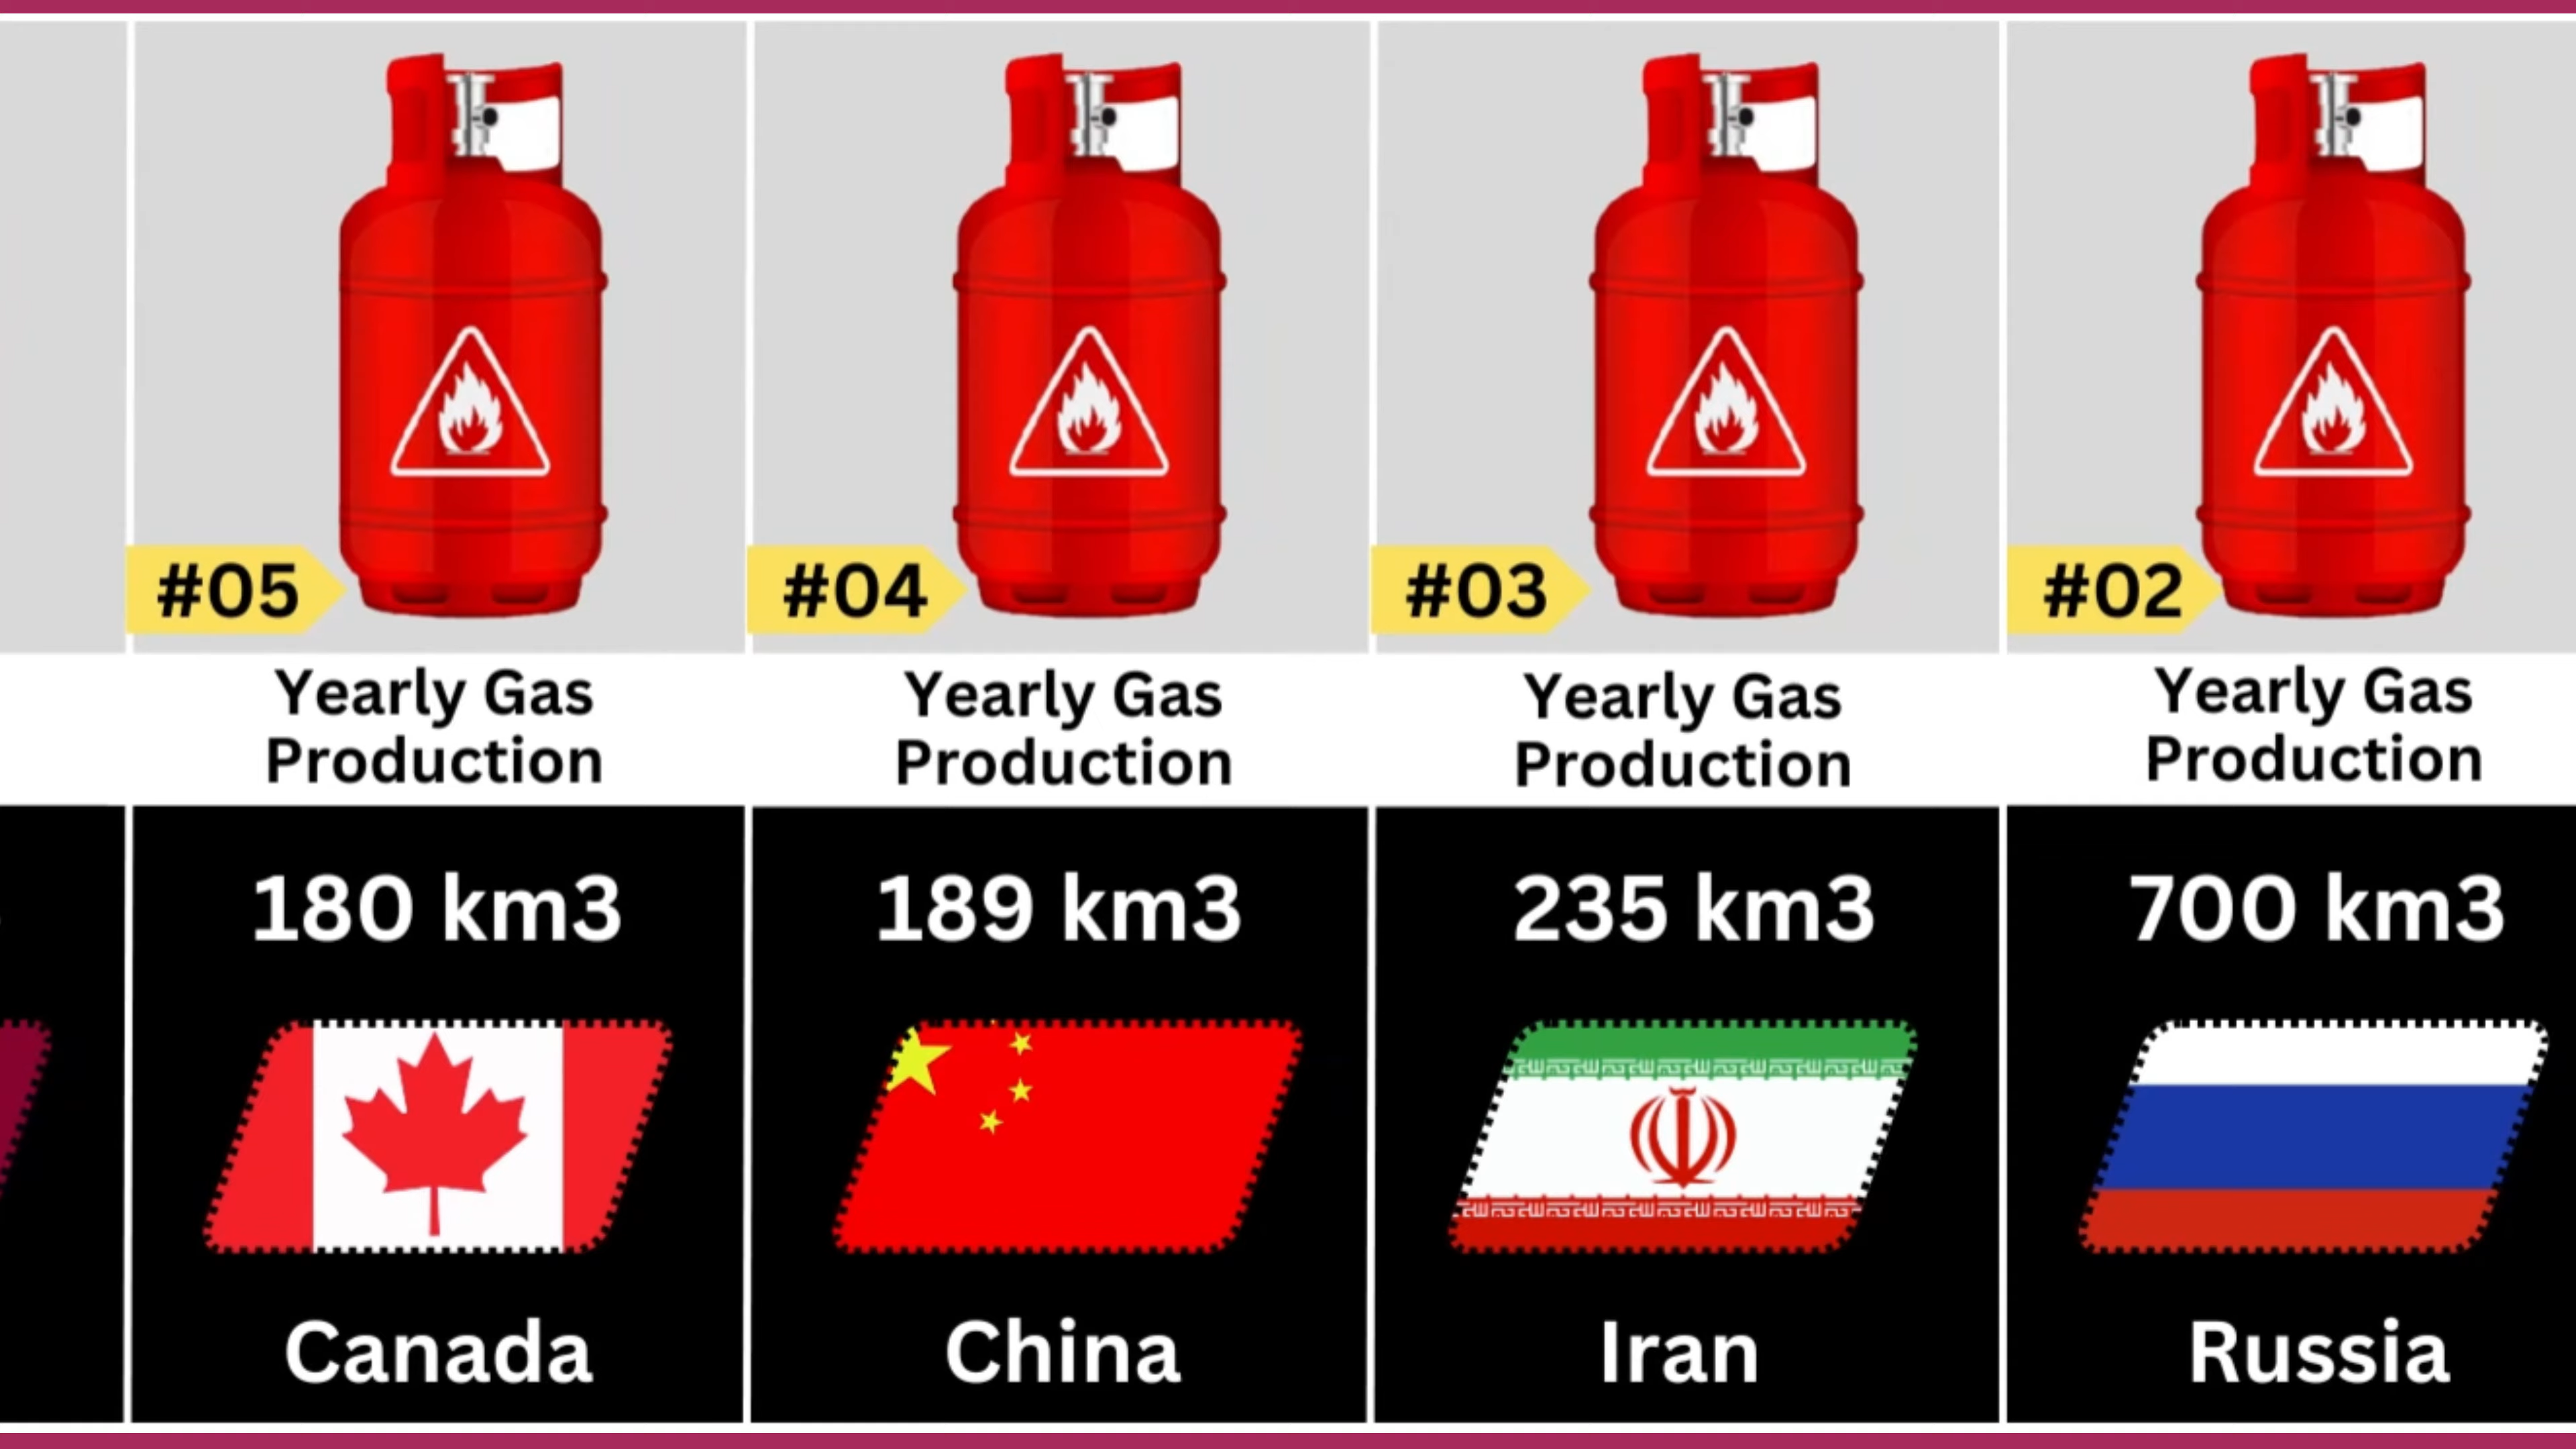 #05
Yearly Gas
Production
180 km3
Canada
#04
Yearly Gas
Production
189 km3
China
#03
Yearly Gas
Production
235 km3
Iran
#02
Yearly Gas
Production
700 km3
Russia